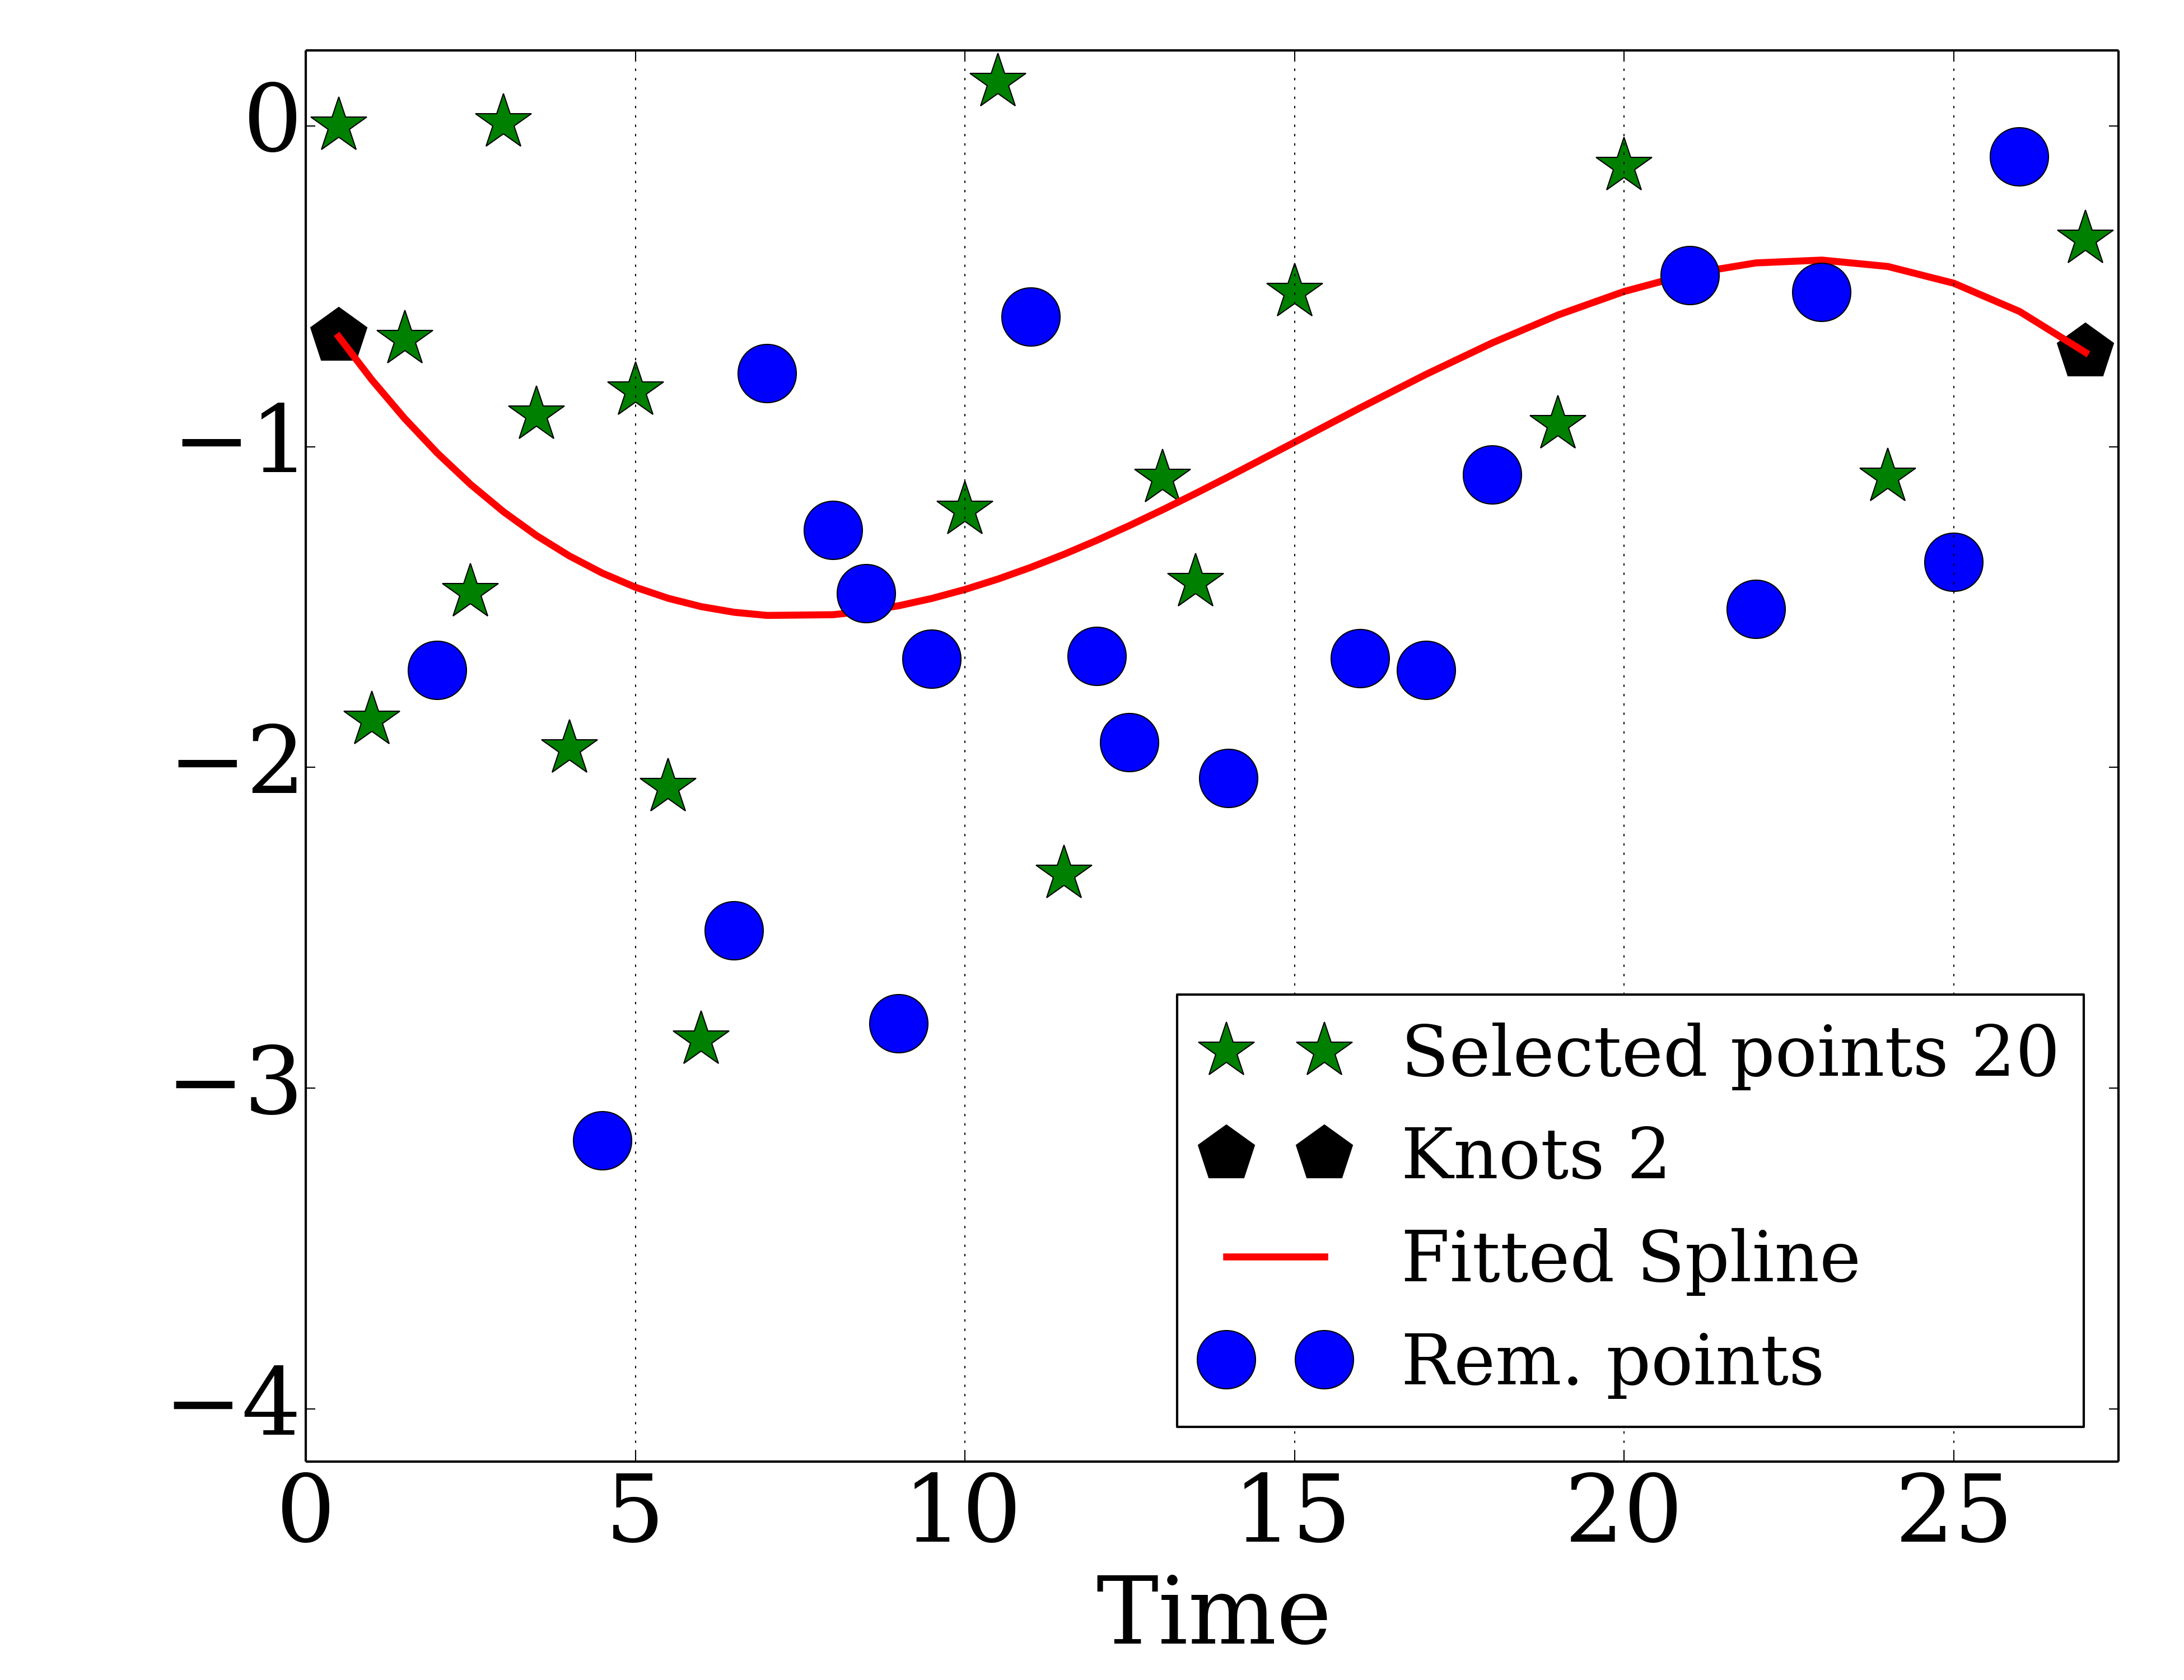 0
−1
−2
−3
−4
Selected points 20
Knots 2
Fitted Spline
Rem. points
0 5 10 15 20 25
Time